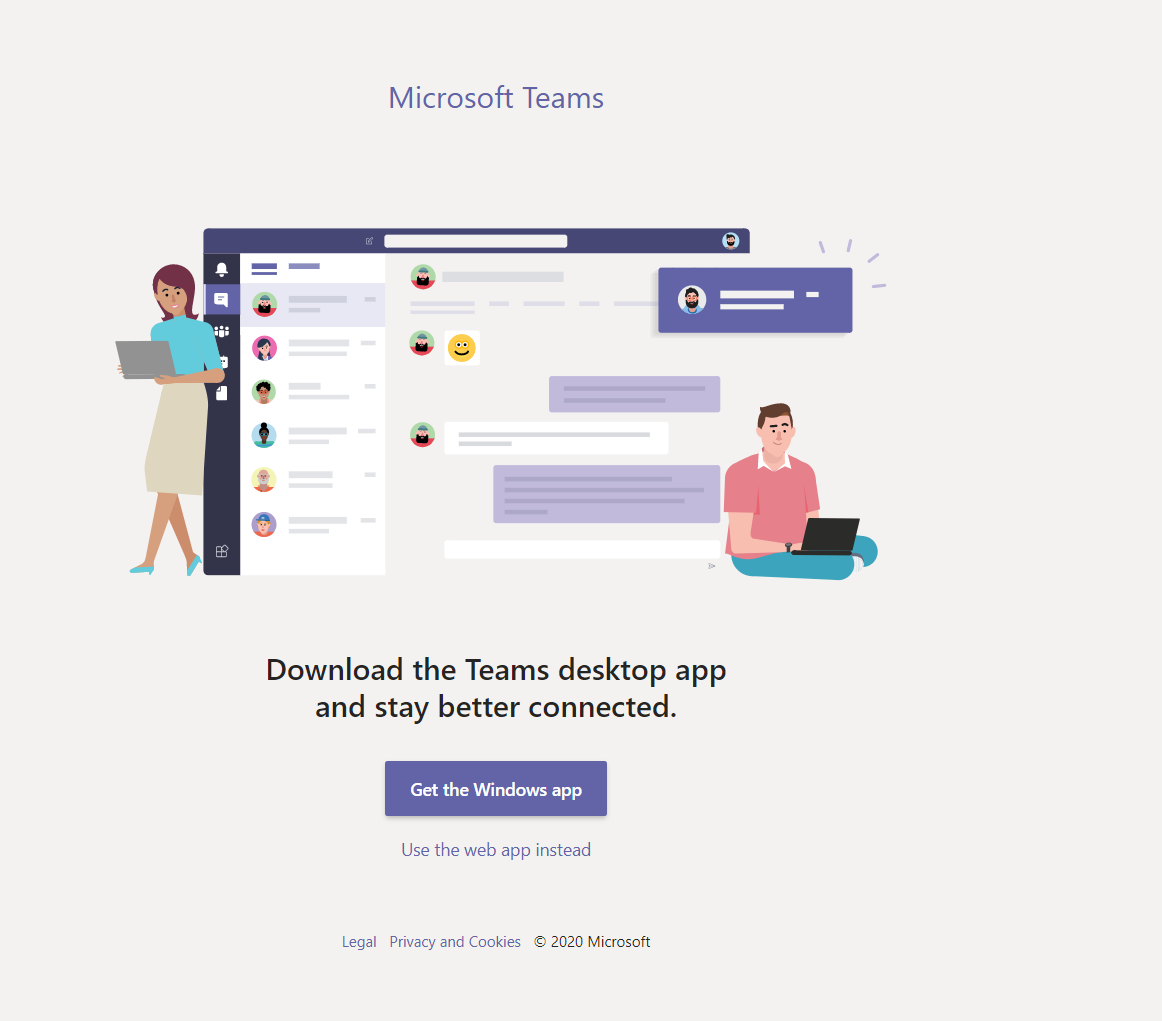 Microsoft Teams
Download the Teams desktop app
and stay better connected.
Get the Windows app
Use the web app instead
Legal Privacy and Cookies © 2020 Microsoft